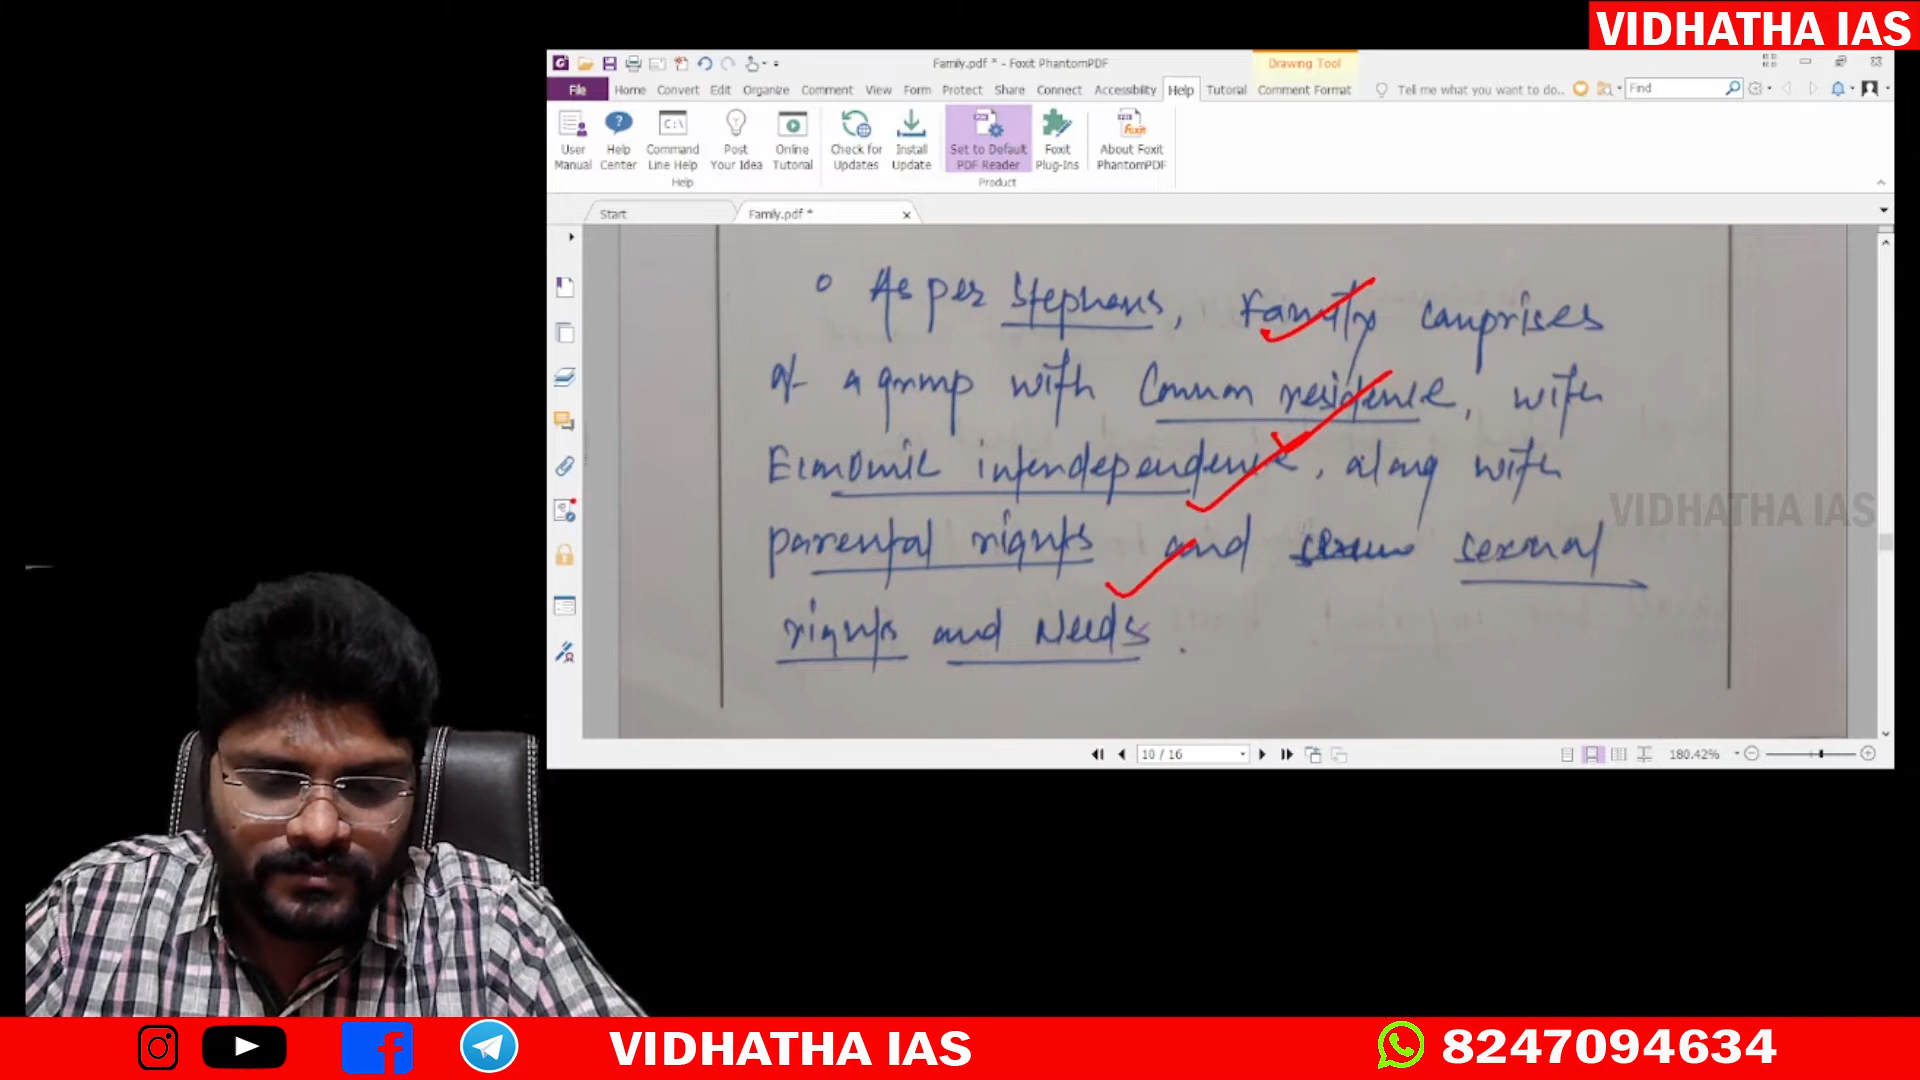 VIDHATHA IAS
Family.pdf * - Foxit PhantomPDF
Drawing Tool
File Home Convert Edit Organize Comment View Form Protect Share Connect Accessibility Help Tutorial Comment Format Tell me what you want to do.. Find
User Manual
Help Center
Command Line Help
Post Your Idea
Online Tutorial
Check for Updates
Install Update
Set to Default PDF Reader
Foxit Plug-Ins
About Foxit PhantomPDF
Help
Product
Start
Family.pdf *
As per Stephens, Family comprises
of a group with Common residence, with
Economic interdependence, along with
parental rights and sexual
rights and Needs.
VIDHATHA IAS
10 / 16
180.42%
VIDHATHA IAS
8247094634